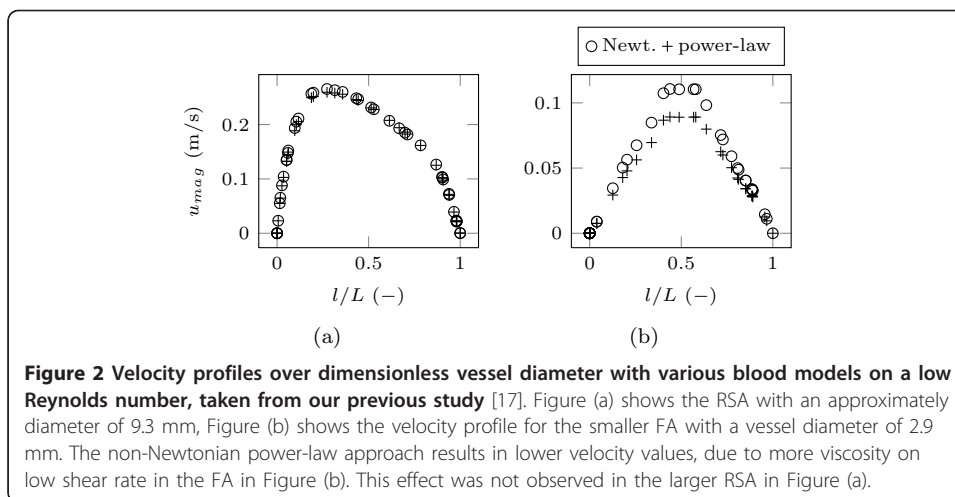 Newt. + power-law
0.2
0.1
0
u_mag (m/s)
0
0.5
1
l/L (−)
(a)
0.1
0.05
0
0
0.5
1
l/L (−)
(b)
Figure 2 Velocity profiles over dimensionless vessel diameter with various blood models on a low
Reynolds number, taken from our previous study [17]. Figure (a) shows the RSA with an approximately
diameter of 9.3 mm, Figure (b) shows the velocity profile for the smaller FA with a vessel diameter of 2.9
mm. The non-Newtonian power-law approach results in lower velocity values, due to more viscosity on
low shear rate in the FA in Figure (b). This effect was not observed in the larger RSA in Figure (a).